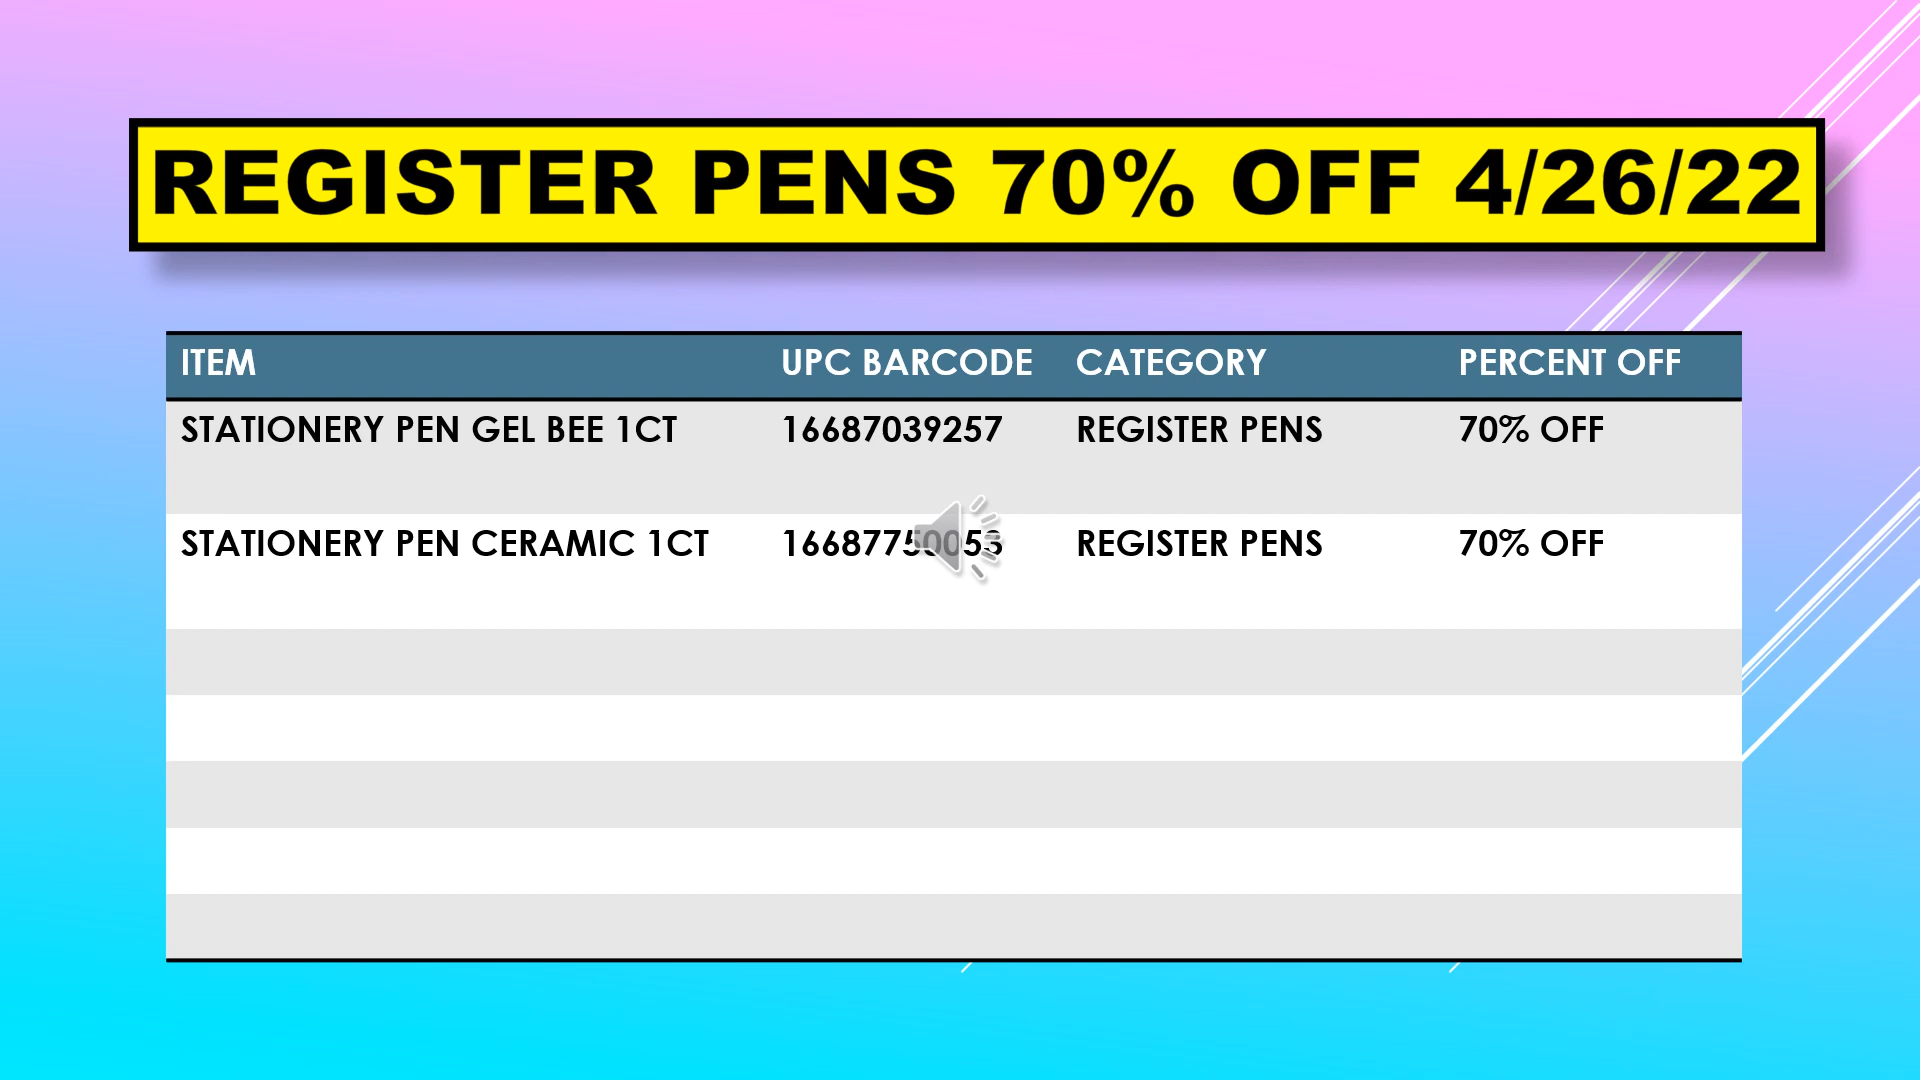 REGISTER PENS 70% OFF 4/26/22
ITEM UPC BARCODE CATEGORY PERCENT OFF
STATIONERY PEN GEL BEE 1CT 16687039257 REGISTER PENS 70% OFF
STATIONERY PEN CERAMIC 1CT 16687750053 REGISTER PENS 70% OFF